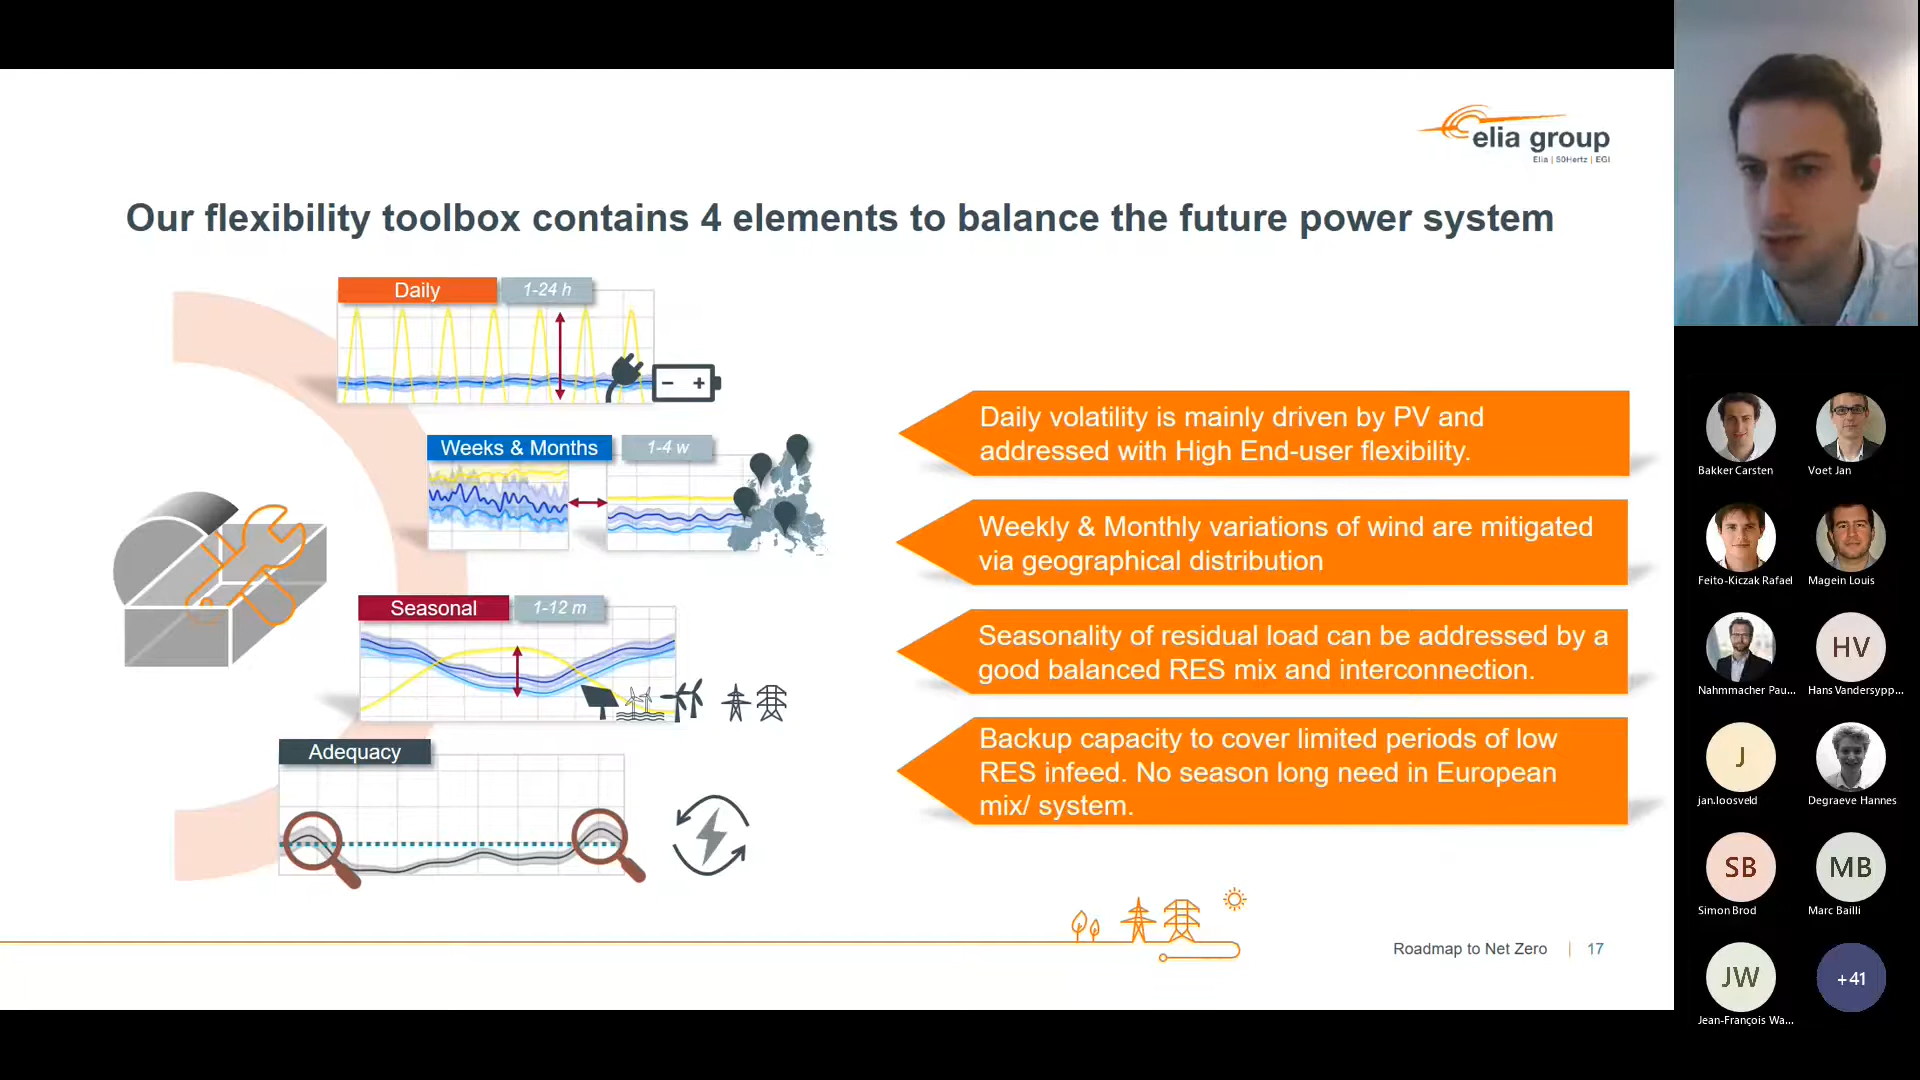 elia group
Elia | 50Hertz | EGI
Our flexibility toolbox contains 4 elements to balance the future power system
Daily
1-24 h
Weeks & Months
1-4 w
Seasonal
1-12 m
Adequacy
Daily volatility is mainly driven by PV and
addressed with High End-user flexibility.
Weekly & Monthly variations of wind are mitigated
via geographical distribution
Seasonality of residual load can be addressed by a
good balanced RES mix and interconnection.
Backup capacity to cover limited periods of low
RES infeed. No season long need in European
mix/ system.
Roadmap to Net Zero | 17
Bakker Carsten
Voet Jan
Feito-Kiczak Rafael
Magein Louis
Nahmmacher Pau...
HV
Hans Vandersypp...
J
jan.loosveld
Degraeve Hannes
SB
Simon Brod
MB
Marc Bailli
JW
Jean-François Wa...
+41